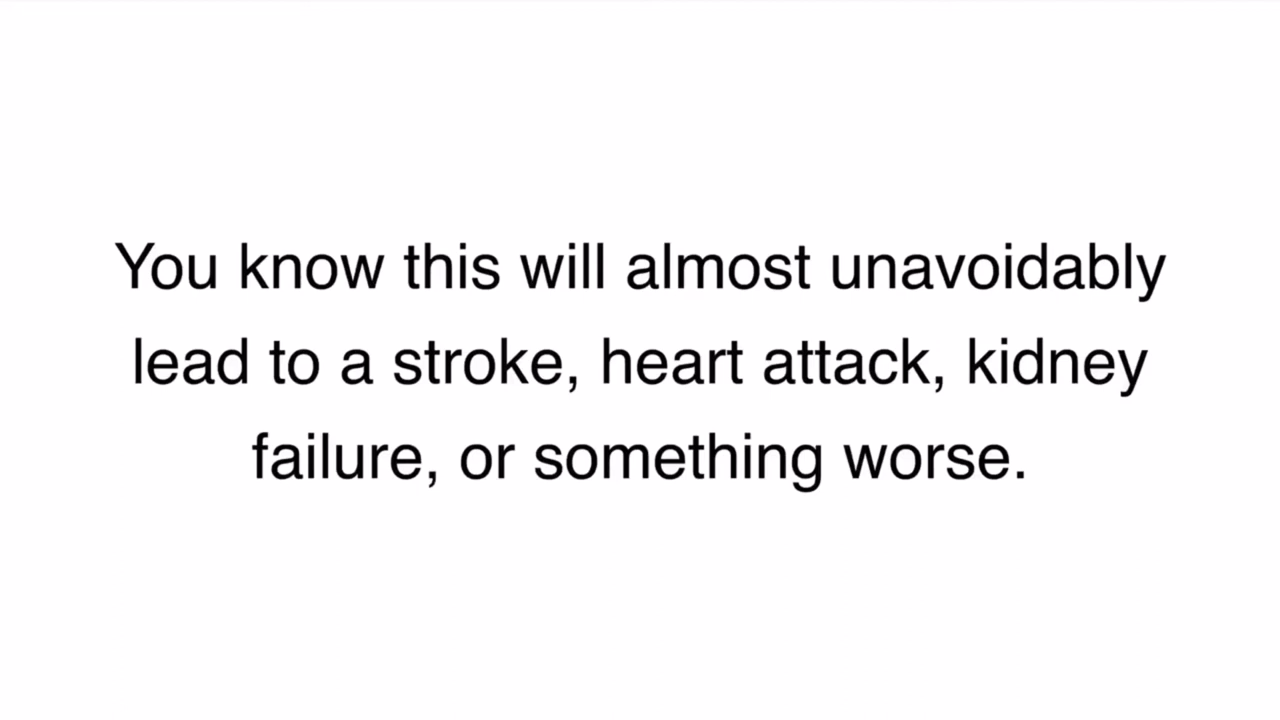 You know this will almost unavoidably
lead to a stroke, heart attack, kidney
failure, or something worse.